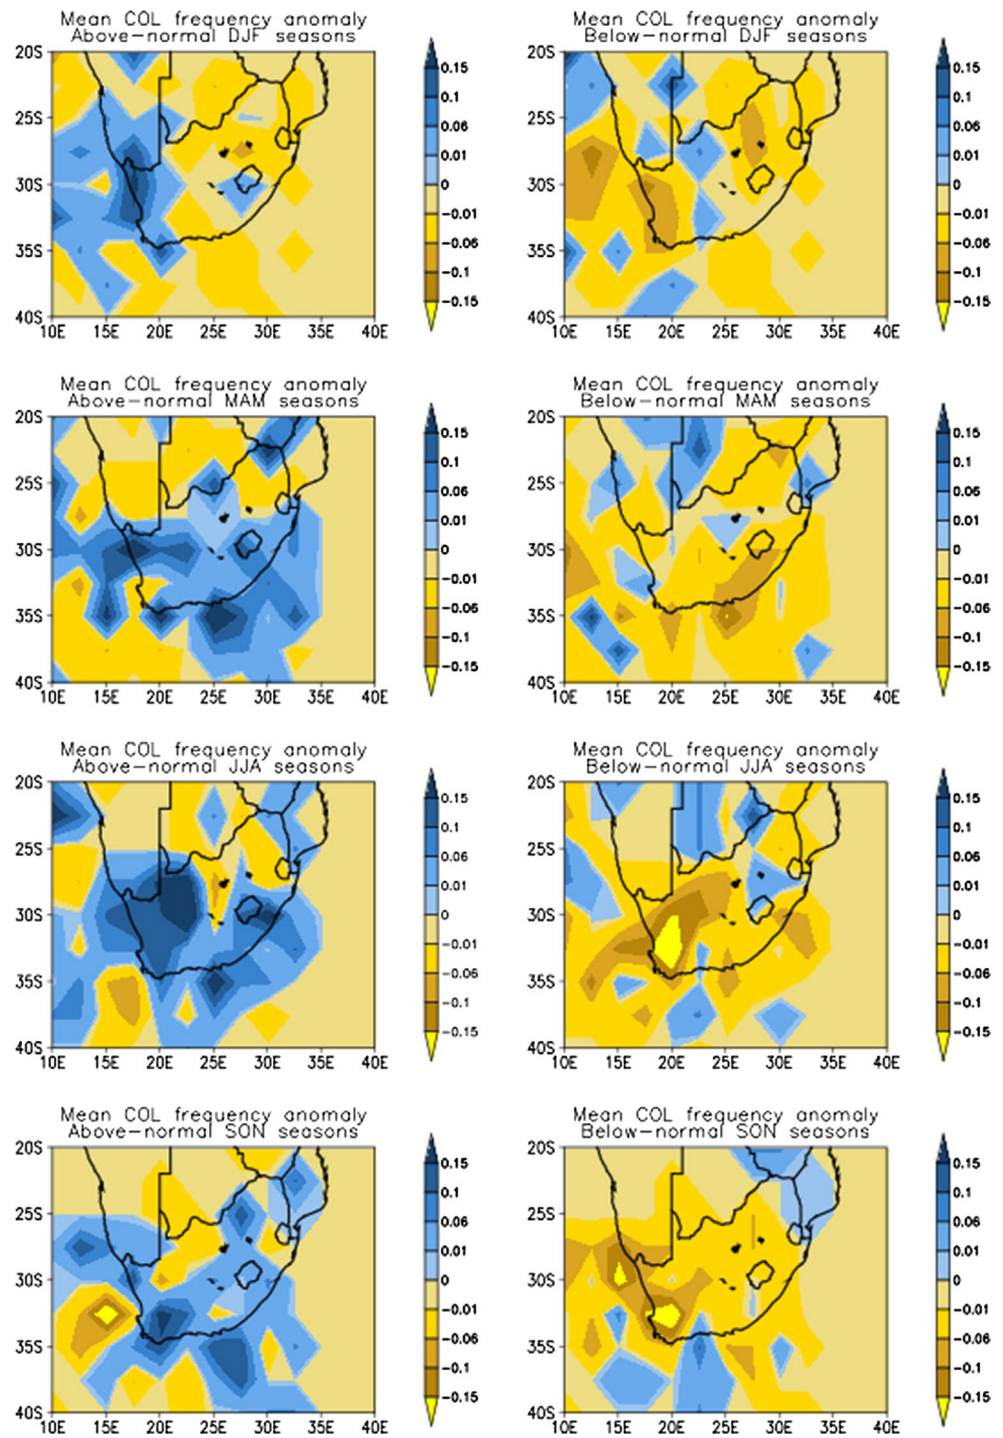 Mean COL frequency anomaly
Above-normal DJF seasons
20S
25S
30S
35S
40S
10E 15E 20E 25E 30E 35E 40E
0.15
0.1
0.06
0.01
0
-0.01
-0.06
-0.1
-0.15
Mean COL frequency anomaly
Below-normal DJF seasons
20S
25S
30S
35S
40S
10E 15E 20E 25E 30E 35E 40E
0.15
0.1
0.06
0.01
0
-0.01
-0.06
-0.1
-0.15
Mean COL frequency anomaly
Above-normal MAM seasons
20S
25S
30S
35S
40S
10E 15E 20E 25E 30E 35E 40E
0.15
0.1
0.06
0.01
0
-0.01
-0.06
-0.1
-0.15
Mean COL frequency anomaly
Below-normal MAM seasons
20S
25S
30S
35S
40S
10E 15E 20E 25E 30E 35E 40E
0.15
0.1
0.06
0.01
0
-0.01
-0.06
-0.1
-0.15
Mean COL frequency anomaly
Above-normal JJA seasons
20S
25S
30S
35S
40S
10E 15E 20E 25E 30E 35E 40E
0.15
0.1
0.06
0.01
0
-0.01
-0.06
-0.1
-0.15
Mean COL frequency anomaly
Below-normal JJA seasons
20S
25S
30S
35S
40S
10E 15E 20E 25E 30E 35E 40E
0.15
0.1
0.06
0.01
0
-0.01
-0.06
-0.1
-0.15
Mean COL frequency anomaly
Above-normal SON seasons
20S
25S
30S
35S
40S
10E 15E 20E 25E 30E 35E 40E
0.15
0.1
0.06
0.01
0
-0.01
-0.06
-0.1
-0.15
Mean COL frequency anomaly
Below-normal SON seasons
20S
25S
30S
35S
40S
10E 15E 20E 25E 30E 35E 40E
0.15
0.1
0.06
0.01
0
-0.01
-0.06
-0.1
-0.15